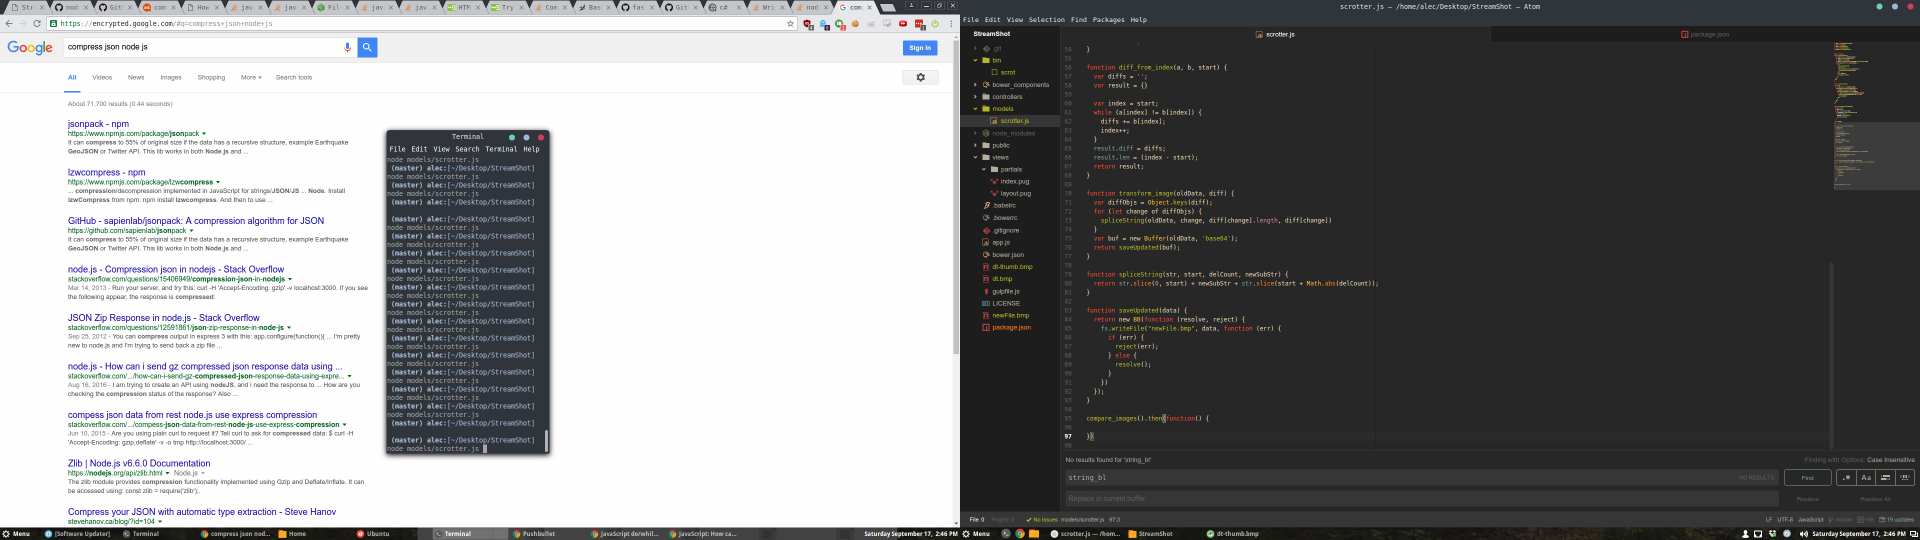 https://encrypted.google.com/#q=compress+json+node+js
Google
compress json node js
Sign in
All Videos News Images Shopping More Search tools
About 71,700 results (0.44 seconds)
jsonpack - npm
https://www.npmjs.com/package/jsonpack
It can compress to 55% of original size if the data has a recursive structure, example Earthquake
GeoJSON or Twitter API. This lib works in both Node.js and ...
lzwcompress - npm
https://www.npmjs.com/package/lzwcompress
... compression/decompression implemented in JavaScript for strings/JSON/JS ... Node. Install
lzwCompress from npm: npm install lzwcompress. And then to use ...
GitHub - sapienlab/jsonpack: A compression algorithm for JSON
https://github.com/sapienlab/jsonpack
It can compress to 55% of original size if the data has a recursive structure, example Earthquake
GeoJSON or Twitter API. This lib works in both Node.js and ...
node.js - Compression json in nodejs - Stack Overflow
stackoverflow.com/questions/15406949/compression-json-in-nodejs
Mar 14, 2013 - Run your server, and try this: curl -H 'Accept-Encoding: gzip' -v localhost:3000. If you see
the following appear, the response is compressed:
JSON Zip Response in node.js - Stack Overflow
stackoverflow.com/questions/12591861/json-zip-response-in-node-js
Sep 25, 2012 - You can compress output in express 3 with this: app.configure(function(){ ... I'm pretty
new to node.js and I'm trying to send back a zip file ...
node.js - How can i send gz compressed json response data using ...
stackoverflow.com/.../how-can-i-send-gz-compressed-json-response-data-using-expre...
Aug 16, 2016 - I am trying to create an API using nodeJS, and i need the response to ... How are you
checking the compression status of the response? Also ...
compess json data from rest node.js use express compression
stackoverflow.com/.../compess-json-data-from-rest-node-js-use-express-compression
Jun 10, 2015 - Are you using plain curl to request it? Tell curl to ask for compressed data: $ curl -H
'Accept-Encoding: gzip,deflate' -v -o tmp http://localhost:3000/ ...
Zlib | Node.js v6.6.0 Documentation
https://nodejs.org/api/zlib.html Node.js
The zlib module provides compression functionality implemented using Gzip and Deflate/Inflate. It
can be accessed using: const zlib = require('zlib');.
Compress your JSON with automatic type extraction - Steve Hanov
stevehanov.ca/blog/?id=104
Terminal
File Edit View Search Terminal Help
node models/scrotter.js
(master) alec:[~/Desktop/StreamShot]
node models/scrotter.js
(master) alec:[~/Desktop/StreamShot]
node models/scrotter.js
(master) alec:[~/Desktop/StreamShot]
(master) alec:[~/Desktop/StreamShot]
node models/scrotter.js
(master) alec:[~/Desktop/StreamShot]
node models/scrotter.js
(master) alec:[~/Desktop/StreamShot]
node models/scrotter.js
(master) alec:[~/Desktop/StreamShot]
node models/scrotter.js
(master) alec:[~/Desktop/StreamShot]
node models/scrotter.js
(master) alec:[~/Desktop/StreamShot]
node models/scrotter.js
(master) alec:[~/Desktop/StreamShot]
node models/scrotter.js
(master) alec:[~/Desktop/StreamShot]
node models/scrotter.js
(master) alec:[~/Desktop/StreamShot]
node models/scrotter.js
(master) alec:[~/Desktop/StreamShot]
node models/scrotter.js
(master) alec:[~/Desktop/StreamShot]
node models/scrotter.js
(master) alec:[~/Desktop/StreamShot]
node models/scrotter.js
(master) alec:[~/Desktop/StreamShot]
(master) alec:[~/Desktop/StreamShot]
node models/scrotter.js
scrotter.js — /home/alec/Desktop/StreamShot — Atom
File Edit View Selection Find Packages Help
StreamShot
.git
bin
scrot
bower_components
controllers
models
scrotter.js
node_modules
public
views
partials
index.pug
layout.pug
.babelrc
.bowerrc
.gitignore
app.js
bower.json
dt-thumb.bmp
dt.bmp
gulpfile.js
LICENSE
newFile.bmp
package.json
scrotter.js package.json
54 }
55
56 function diff_from_index(a, b, start) {
57 var diffs = '';
58 var result = {}
59
60 var index = start;
61 while (a[index] != b[index]) {
62 diffs += b[index];
63 index++;
64 }
65 result.diff = diffs;
66 result.len = (index - start);
67 return result;
68 }
69
70 function transform_image(oldData, diff) {
71 var diffObjs = Object.keys(diff);
72 for (let change of diffObjs) {
73 spliceString(oldData, change, diff[change].length, diff[change])
74 }
75 var buf = new Buffer(oldData, 'base64');
76 return saveUpdated(buf);
77 }
78
79 function spliceString(str, start, delCount, newSubStr) {
80 return str.slice(0, start) + newSubStr + str.slice(start + Math.abs(delCount));
81 }
82
83 function saveUpdated(data) {
84 return new BB(function (resolve, reject) {
85 fs.writeFile("newFile.bmp", data, function (err) {
86 if (err) {
87 reject(err);
88 } else {
89 resolve();
90 }
91 })
92 });
93 }
94
95 compare_images().then(function() {
96
97 })
98
No results found for 'string_bl'
Finding with Options: Case Insensitive
string_bl
NO RESULTS
Find
Replace in current buffer
Replace Replace All
File 0 Project 0 No Issues models/scrotter.js 97:3
LF UTF-8 JavaScript master 19 updates
Menu [Software Updater] Terminal compress json nod... Home Ubuntu Terminal Pushbullet JavaScript do/whil... JavaScript: How ca... Saturday September 17, 2:46 PM
Menu scrotter.js — /hom... StreamShot dt-thumb.bmp Saturday September 17, 2:46 PM